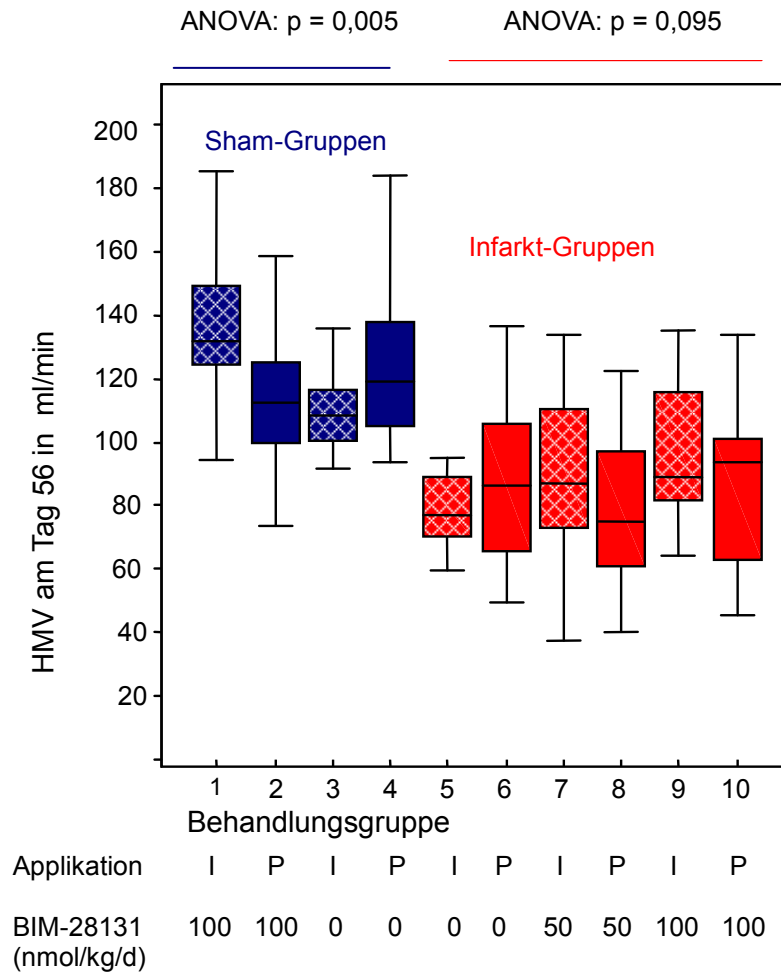 ANOVA: p = 0,005 ANOVA: p = 0,095
200
Sham-Gruppen
180
160
Infarkt-Gruppen
140
120
100
80
60
40
20
HMV am Tag 56 in ml/min
1 2 3 4 5 6 7 8 9 10
Behandlungsgruppe
Applikation I P I P I P I P I P
BIM-28131 100 100 0 0 0 0 50 50 100 100
(nmol/kg/d)